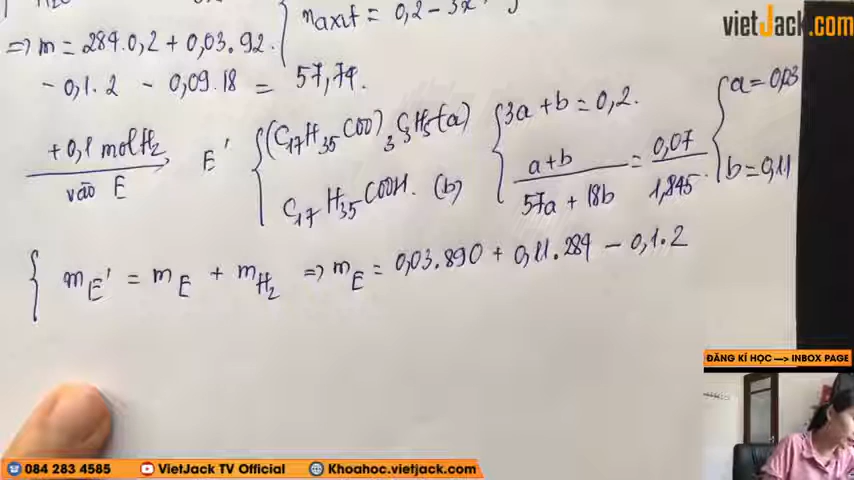 vietJack.com
n axit = 0,2 - 3x
=> m = 284.0,2 + 0,03.92
- 0,1.2 - 0,09.18 = 57,74.
+0,1 mol H2
vào E
E'
(C17H35COO)3C3H5 (a)
C17H35COOH. (b)
3a + b = 0,2.
a+b / 57a + 18b = 0,07 / 1,845.
a = 0,03
b = 0,11
mE' = mE + mH2 => mE = 0,03.890 + 0,11.284 - 0,1.2
ĐĂNG KÍ HỌC —> INBOX PAGE
084 283 4585 VietJack TV Official Khoahoc.vietjack.com